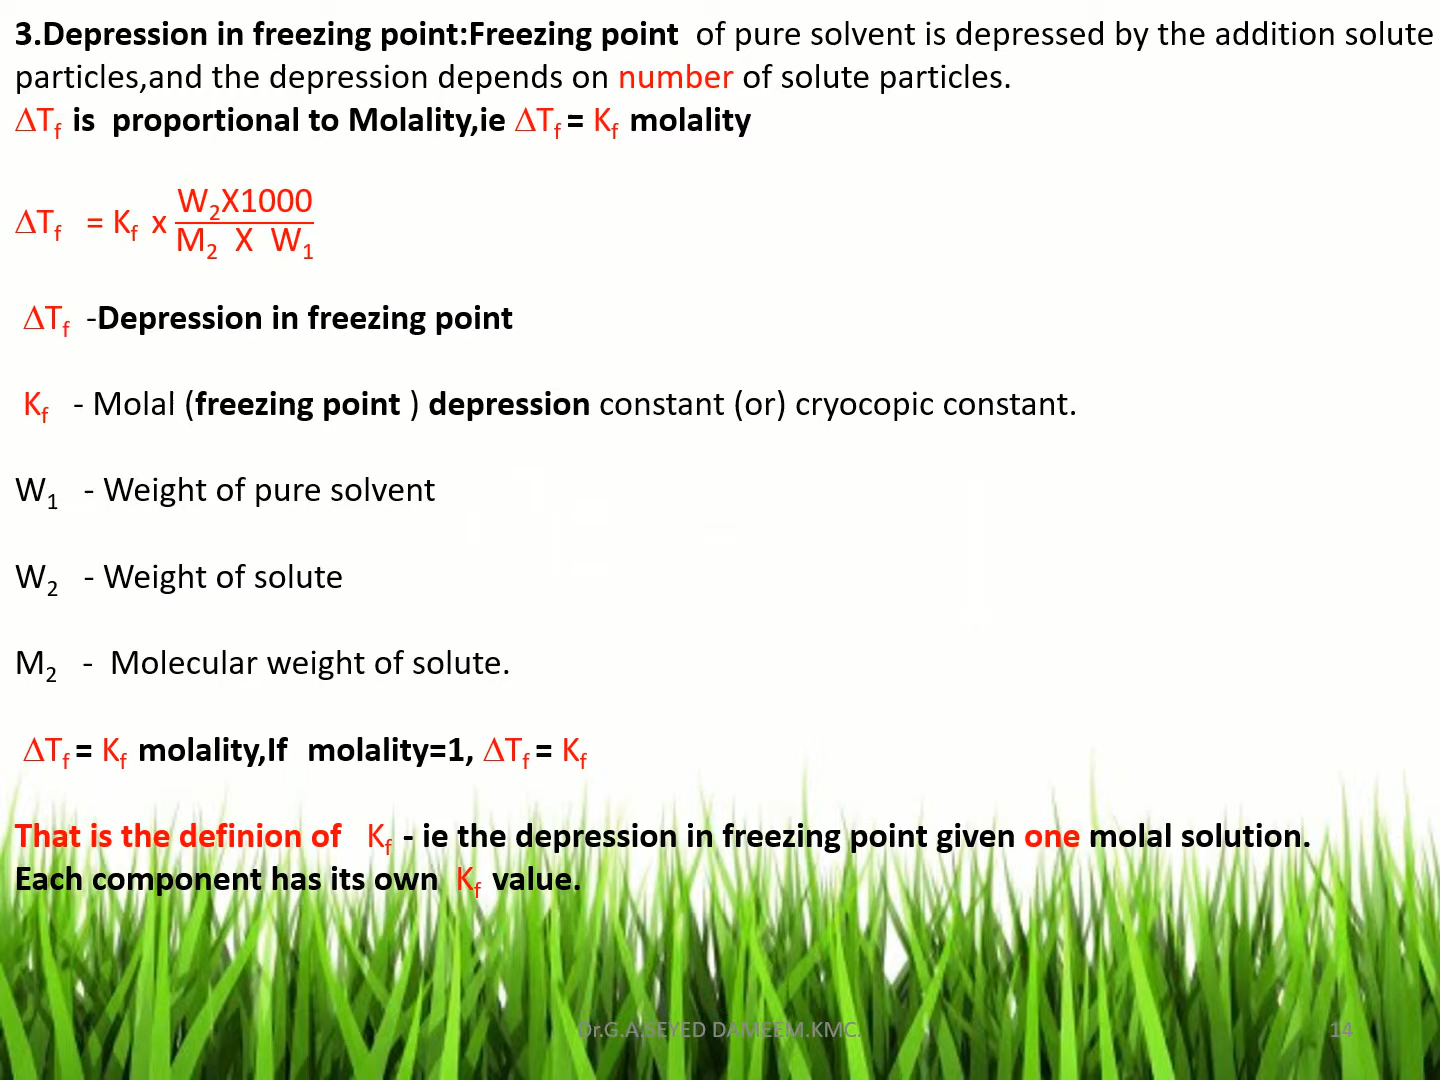 3.Depression in freezing point:Freezing point of pure solvent is depressed by the addition solute
particles,and the depression depends on number of solute particles.
ΔTf is proportional to Molality,ie ΔTf = Kf molality
ΔTf = Kf x W2X1000
M2 X W1
ΔTf -Depression in freezing point
Kf - Molal (freezing point ) depression constant (or) cryocopic constant.
W1 - Weight of pure solvent
W2 - Weight of solute
M2 - Molecular weight of solute.
ΔTf = Kf molality,If molality=1, ΔTf = Kf
That is the definion of Kf - ie the depression in freezing point given one molal solution.
Each component has its own Kf value.
Dr.G.A.SEYED DAMEEM.KMC. 14